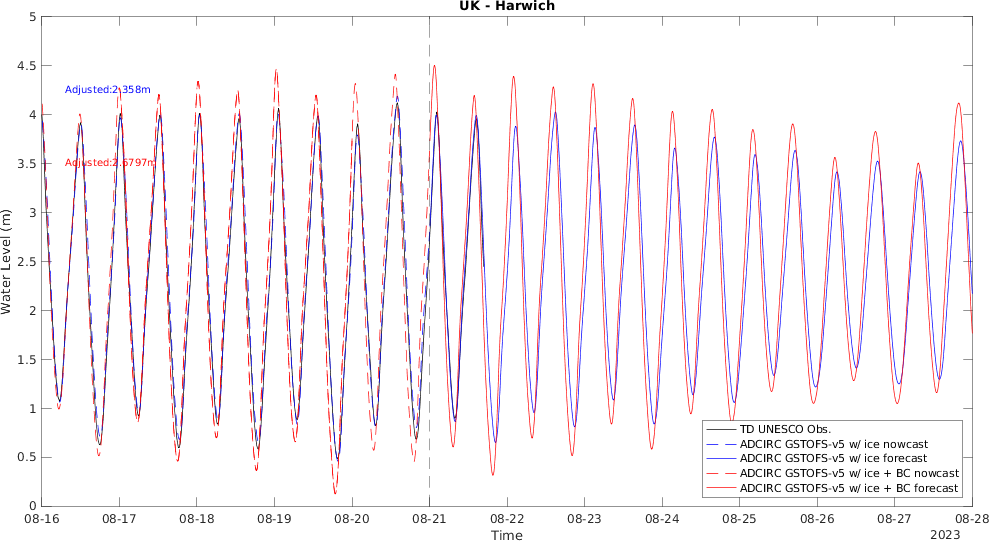 UK - Harwich
5
4.5
4
3.5
3
2.5
2
1.5
1
0.5
0
Water Level (m)
Adjusted:2.358m
Adjusted:2.5797m
TD UNESCO Obs.
ADCIRC GSTOFS-v5 w/ ice nowcast
ADCIRC GSTOFS-v5 w/ ice forecast
ADCIRC GSTOFS-v5 w/ ice + BC nowcast
ADCIRC GSTOFS-v5 w/ ice + BC forecast
08-16 08-17 08-18 08-19 08-20 08-21 08-22 08-23 08-24 08-25 08-26 08-27 08-28
Time
2023